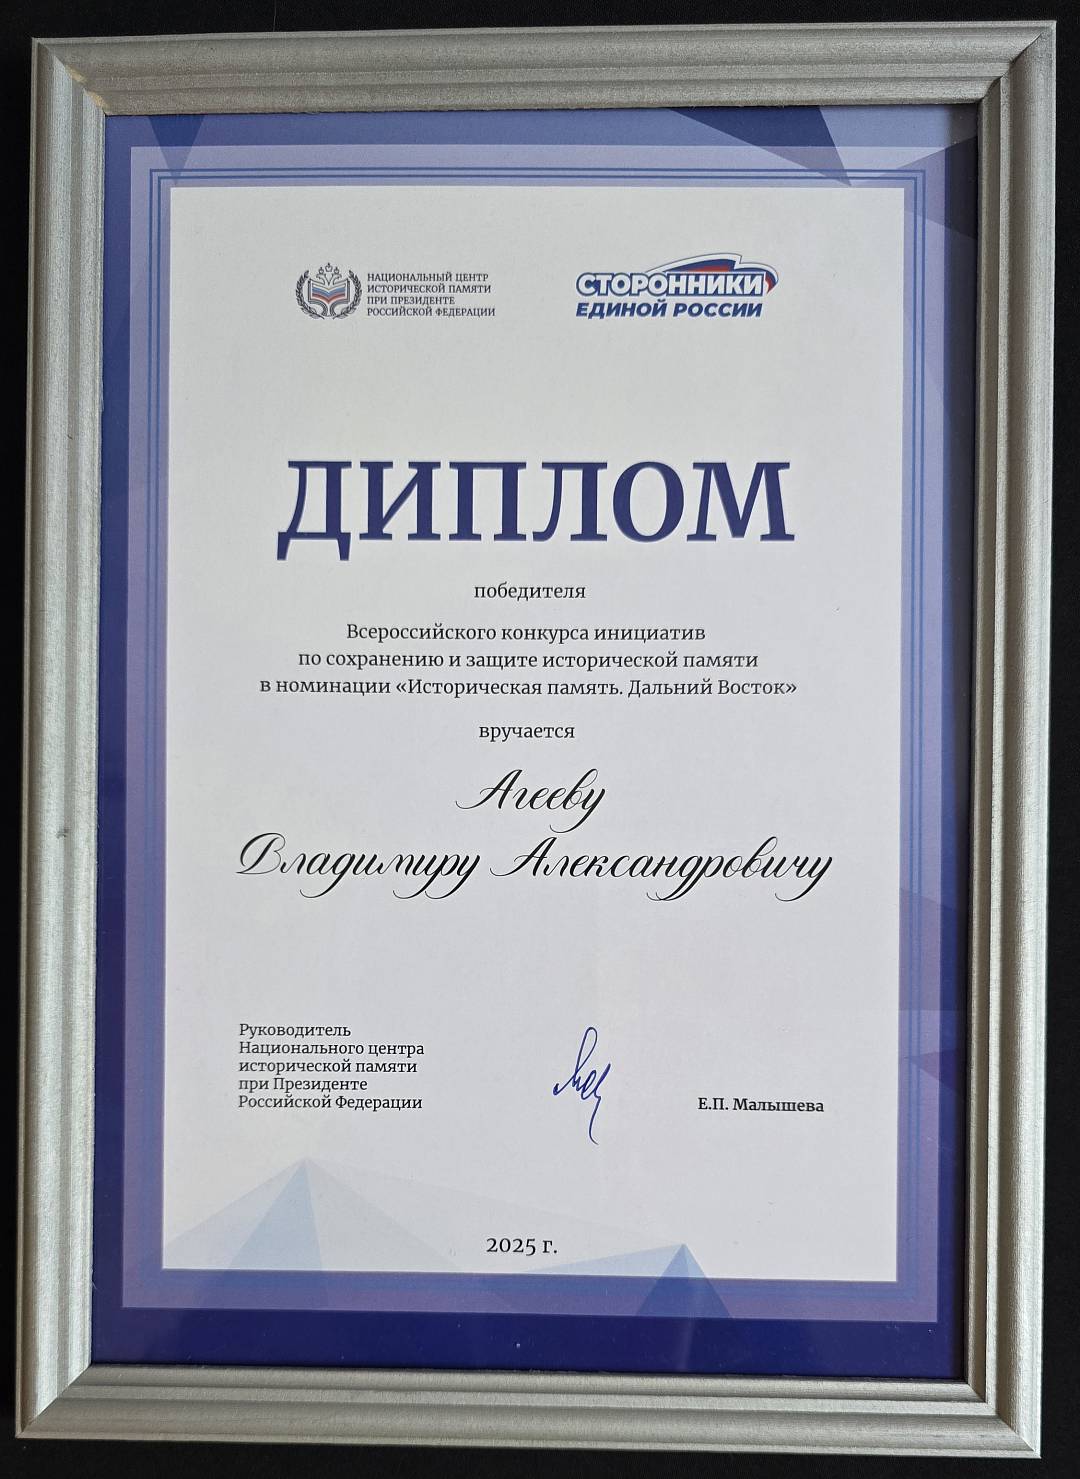 НАЦИОНАЛЬНЫЙ ЦЕНТР
ИСТОРИЧЕСКОЙ ПАМЯТИ
ПРИ ПРЕЗИДЕНТЕ
РОССИЙСКОЙ ФЕДЕРАЦИИ
СТОРОННИКИ
ЕДИНОЙ РОССИИ
ДИПЛОМ
победителя
Всероссийского конкурса инициатив
по сохранению и защите исторической памяти
в номинации «Историческая память. Дальний Восток»
вручается
Агееву
Владимиру Александровичу
Руководитель
Национального центра
исторической памяти
при Президенте
Российской Федерации
Е.П. Малышева
2025 г.